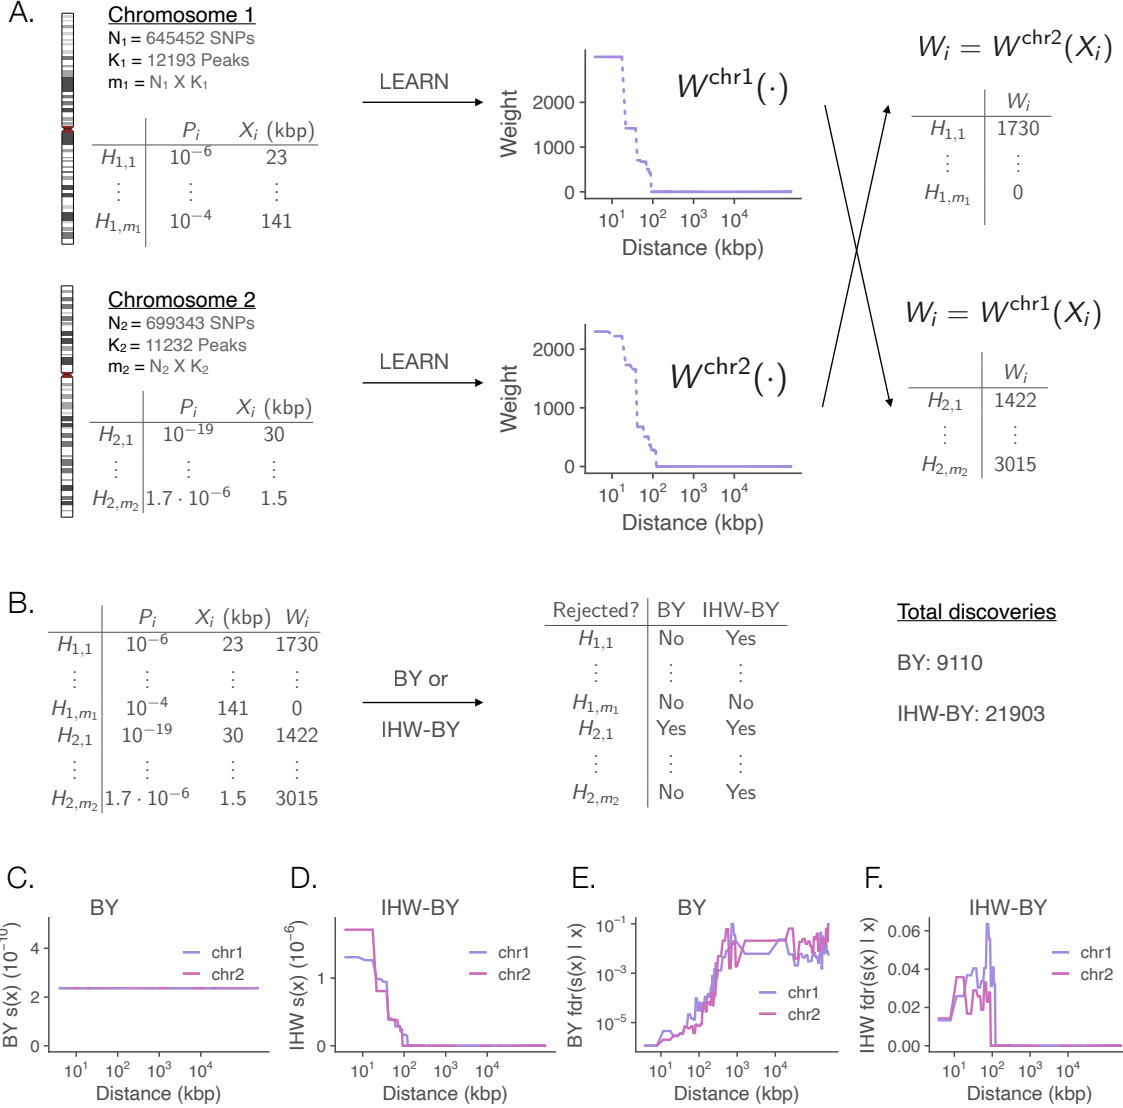 A.
Chromosome 1
N₁ = 645452 SNPs
K₁ = 12193 Peaks
m₁ = N₁ X K₁
Pᵢ Xᵢ (kbp)
H₁,₁ 10⁻⁶ 23
⋮ ⋮ ⋮
H₁,ₘ₁ 10⁻⁴ 141
LEARN
Weight
2000
1000
0
W^chr1(·)
10¹ 10² 10³ 10⁴
Distance (kbp)
Wᵢ = W^chr2(Xᵢ)
Wᵢ
H₁,₁ 1730
⋮ ⋮
H₁,ₘ₁ 0
Chromosome 2
N₂ = 699343 SNPs
K₂ = 11232 Peaks
m₂ = N₂ X K₂
Pᵢ Xᵢ (kbp)
H₂,₁ 10⁻¹⁹ 30
⋮ ⋮ ⋮
H₂,ₘ₂ 1.7 · 10⁻⁶ 1.5
LEARN
Weight
2000
1000
0
W^chr2(·)
10¹ 10² 10³ 10⁴
Distance (kbp)
Wᵢ = W^chr1(Xᵢ)
Wᵢ
H₂,₁ 1422
⋮ ⋮
H₂,ₘ₂ 3015
B.
Pᵢ Xᵢ (kbp) Wᵢ
H₁,₁ 10⁻⁶ 23 1730
⋮ ⋮ ⋮ ⋮
H₁,ₘ₁ 10⁻⁴ 141 0
H₂,₁ 10⁻¹⁹ 30 1422
⋮ ⋮ ⋮ ⋮
H₂,ₘ₂ 1.7 · 10⁻⁶ 1.5 3015
BY or
IHW-BY
Rejected? BY IHW-BY
H₁,₁ No Yes
⋮ ⋮ ⋮
H₁,ₘ₁ No No
H₂,₁ Yes Yes
⋮ ⋮ ⋮
H₂,ₘ₂ No Yes
Total discoveries
BY: 9110
IHW-BY: 21903
C.
BY
BY s(x) (10⁻¹⁰)
4
2
0
chr1
chr2
10¹ 10² 10³ 10⁴
Distance (kbp)
D.
IHW-BY
IHW s(x) (10⁻⁶)
1
0
chr1
chr2
10¹ 10² 10³ 10⁴
Distance (kbp)
E.
BY
BY fdr(s(x) | x)
10⁻¹
10⁻³
10⁻⁵
chr1
chr2
10¹ 10² 10³ 10⁴
Distance (kbp)
F.
IHW-BY
IHW fdr(s(x) | x)
0.06
0.04
0.02
0.00
chr1
chr2
10¹ 10² 10³ 10⁴
Distance (kbp)